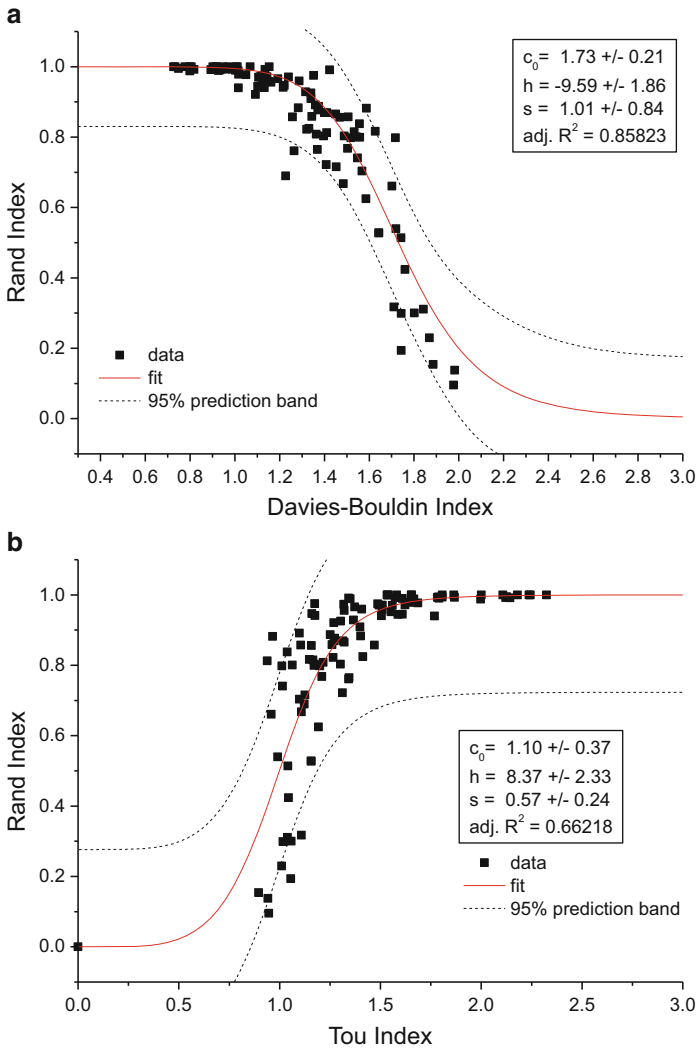 a
c₀= 1.73 +/- 0.21
h = -9.59 +/- 1.86
s = 1.01 +/- 0.84
adj. R² = 0.85823
1.0
0.8
0.6
0.4
0.2
0.0
Rand Index
data
fit
95% prediction band
0.4 0.6 0.8 1.0 1.2 1.4 1.6 1.8 2.0 2.2 2.4 2.6 2.8 3.0
Davies-Bouldin Index
b
1.0
0.8
0.6
0.4
0.2
0.0
Rand Index
c₀= 1.10 +/- 0.37
h = 8.37 +/- 2.33
s = 0.57 +/- 0.24
adj. R² = 0.66218
data
fit
95% prediction band
0.0 0.5 1.0 1.5 2.0 2.5 3.0
Tou Index